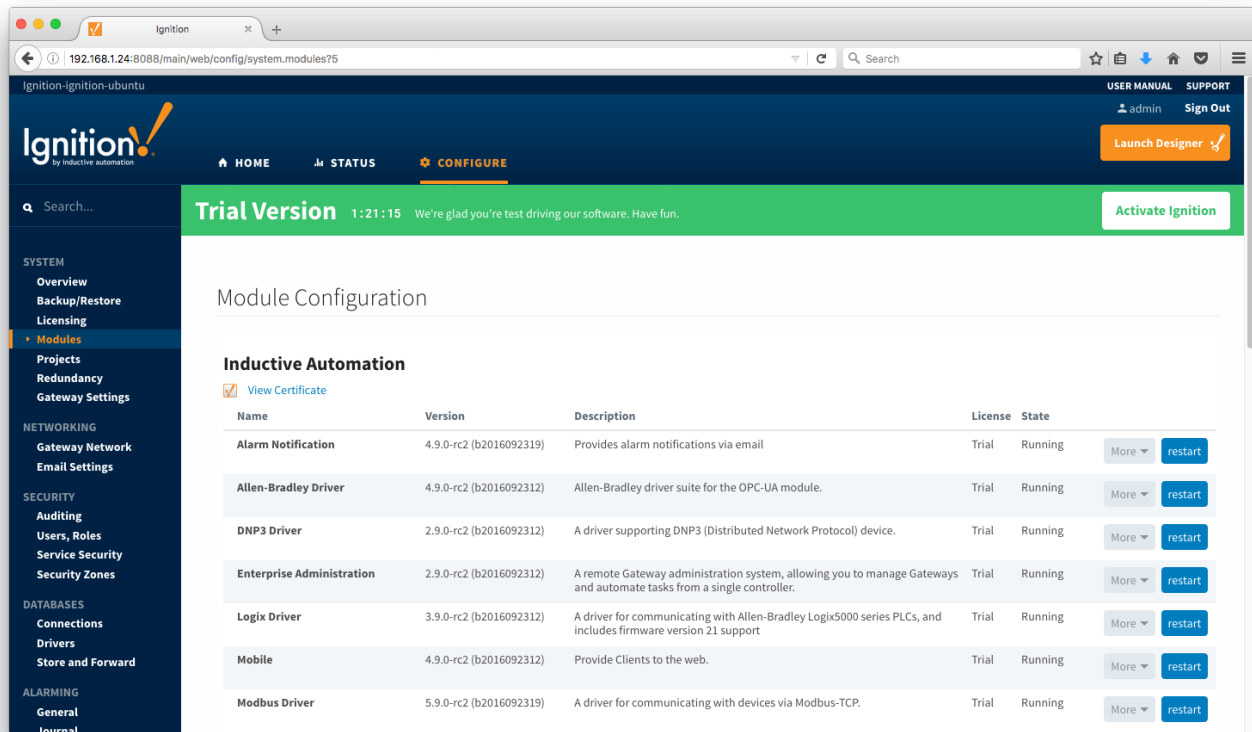 Ignition
192.168.1.24:8088/main/web/config/system.modules?5
Search
Ignition-ignition-ubuntu
USER MANUAL SUPPORT
admin Sign Out
Ignition!
by inductive automation
HOME STATUS CONFIGURE
Launch Designer
Search...
Trial Version 1:21:15 We're glad you're test driving our software. Have fun.
Activate Ignition
SYSTEM
Overview
Backup/Restore
Licensing
Modules
Projects
Redundancy
Gateway Settings
NETWORKING
Gateway Network
Email Settings
SECURITY
Auditing
Users, Roles
Service Security
Security Zones
DATABASES
Connections
Drivers
Store and Forward
ALARMING
General
Journal
Module Configuration
Inductive Automation
View Certificate
Name Version Description License State
Alarm Notification 4.9.0-rc2 (b2016092319) Provides alarm notifications via email Trial Running More restart
Allen-Bradley Driver 4.9.0-rc2 (b2016092312) Allen-Bradley driver suite for the OPC-UA module. Trial Running More restart
DNP3 Driver 2.9.0-rc2 (b2016092312) A driver supporting DNP3 (Distributed Network Protocol) device. Trial Running More restart
Enterprise Administration 2.9.0-rc2 (b2016092312) A remote Gateway administration system, allowing you to manage Gateways Trial Running More restart
and automate tasks from a single controller.
Logix Driver 3.9.0-rc2 (b2016092312) A driver for communicating with Allen-Bradley Logix5000 series PLCs, and Trial Running More restart
includes firmware version 21 support
Mobile 4.9.0-rc2 (b2016092312) Provide Clients to the web. Trial Running More restart
Modbus Driver 5.9.0-rc2 (b2016092319) A driver for communicating with devices via Modbus-TCP. Trial Running More restart